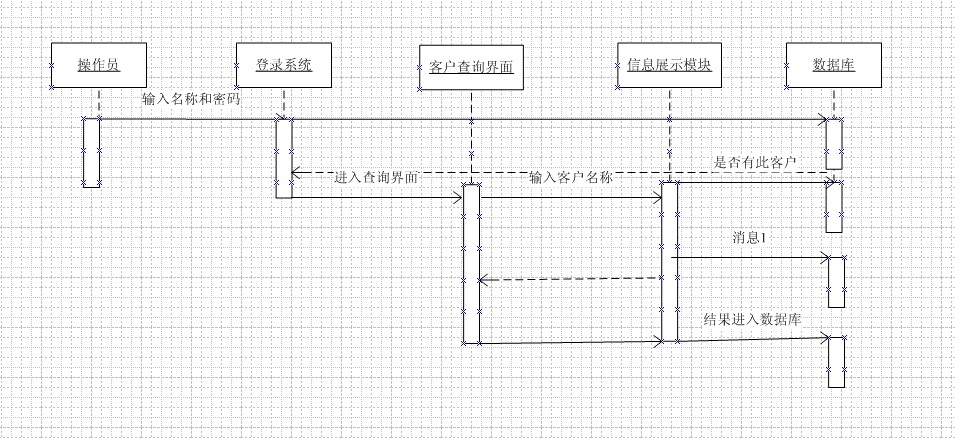 操作员
登录系统
客户查询界面
信息展示模块
数据库
输入名称和密码
是否有此客户
进入查询界面
输入客户名称
消息1
结果进入数据库